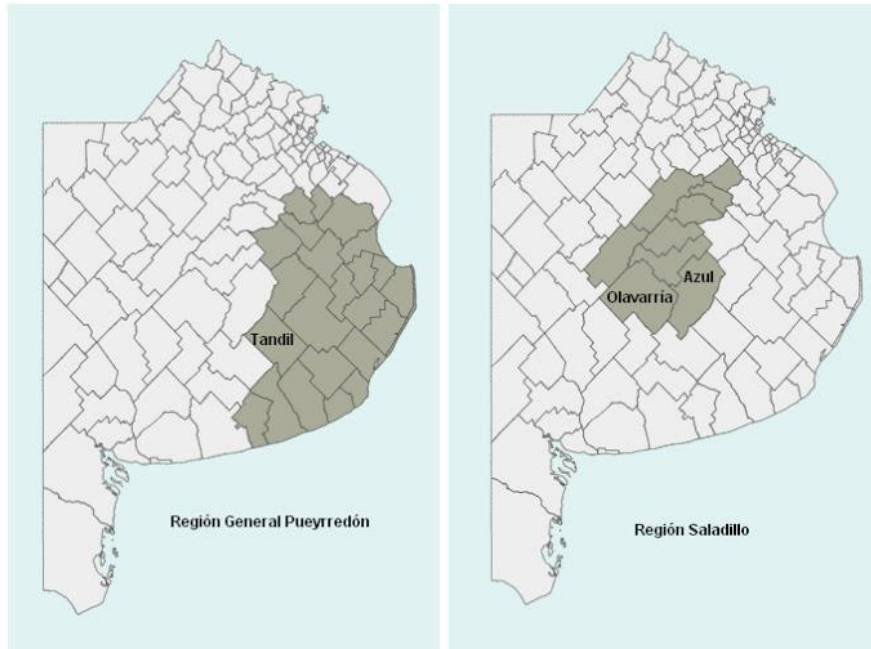 Tandil
Región General Pueyrredón
Azul
Olavarría
Región Saladillo